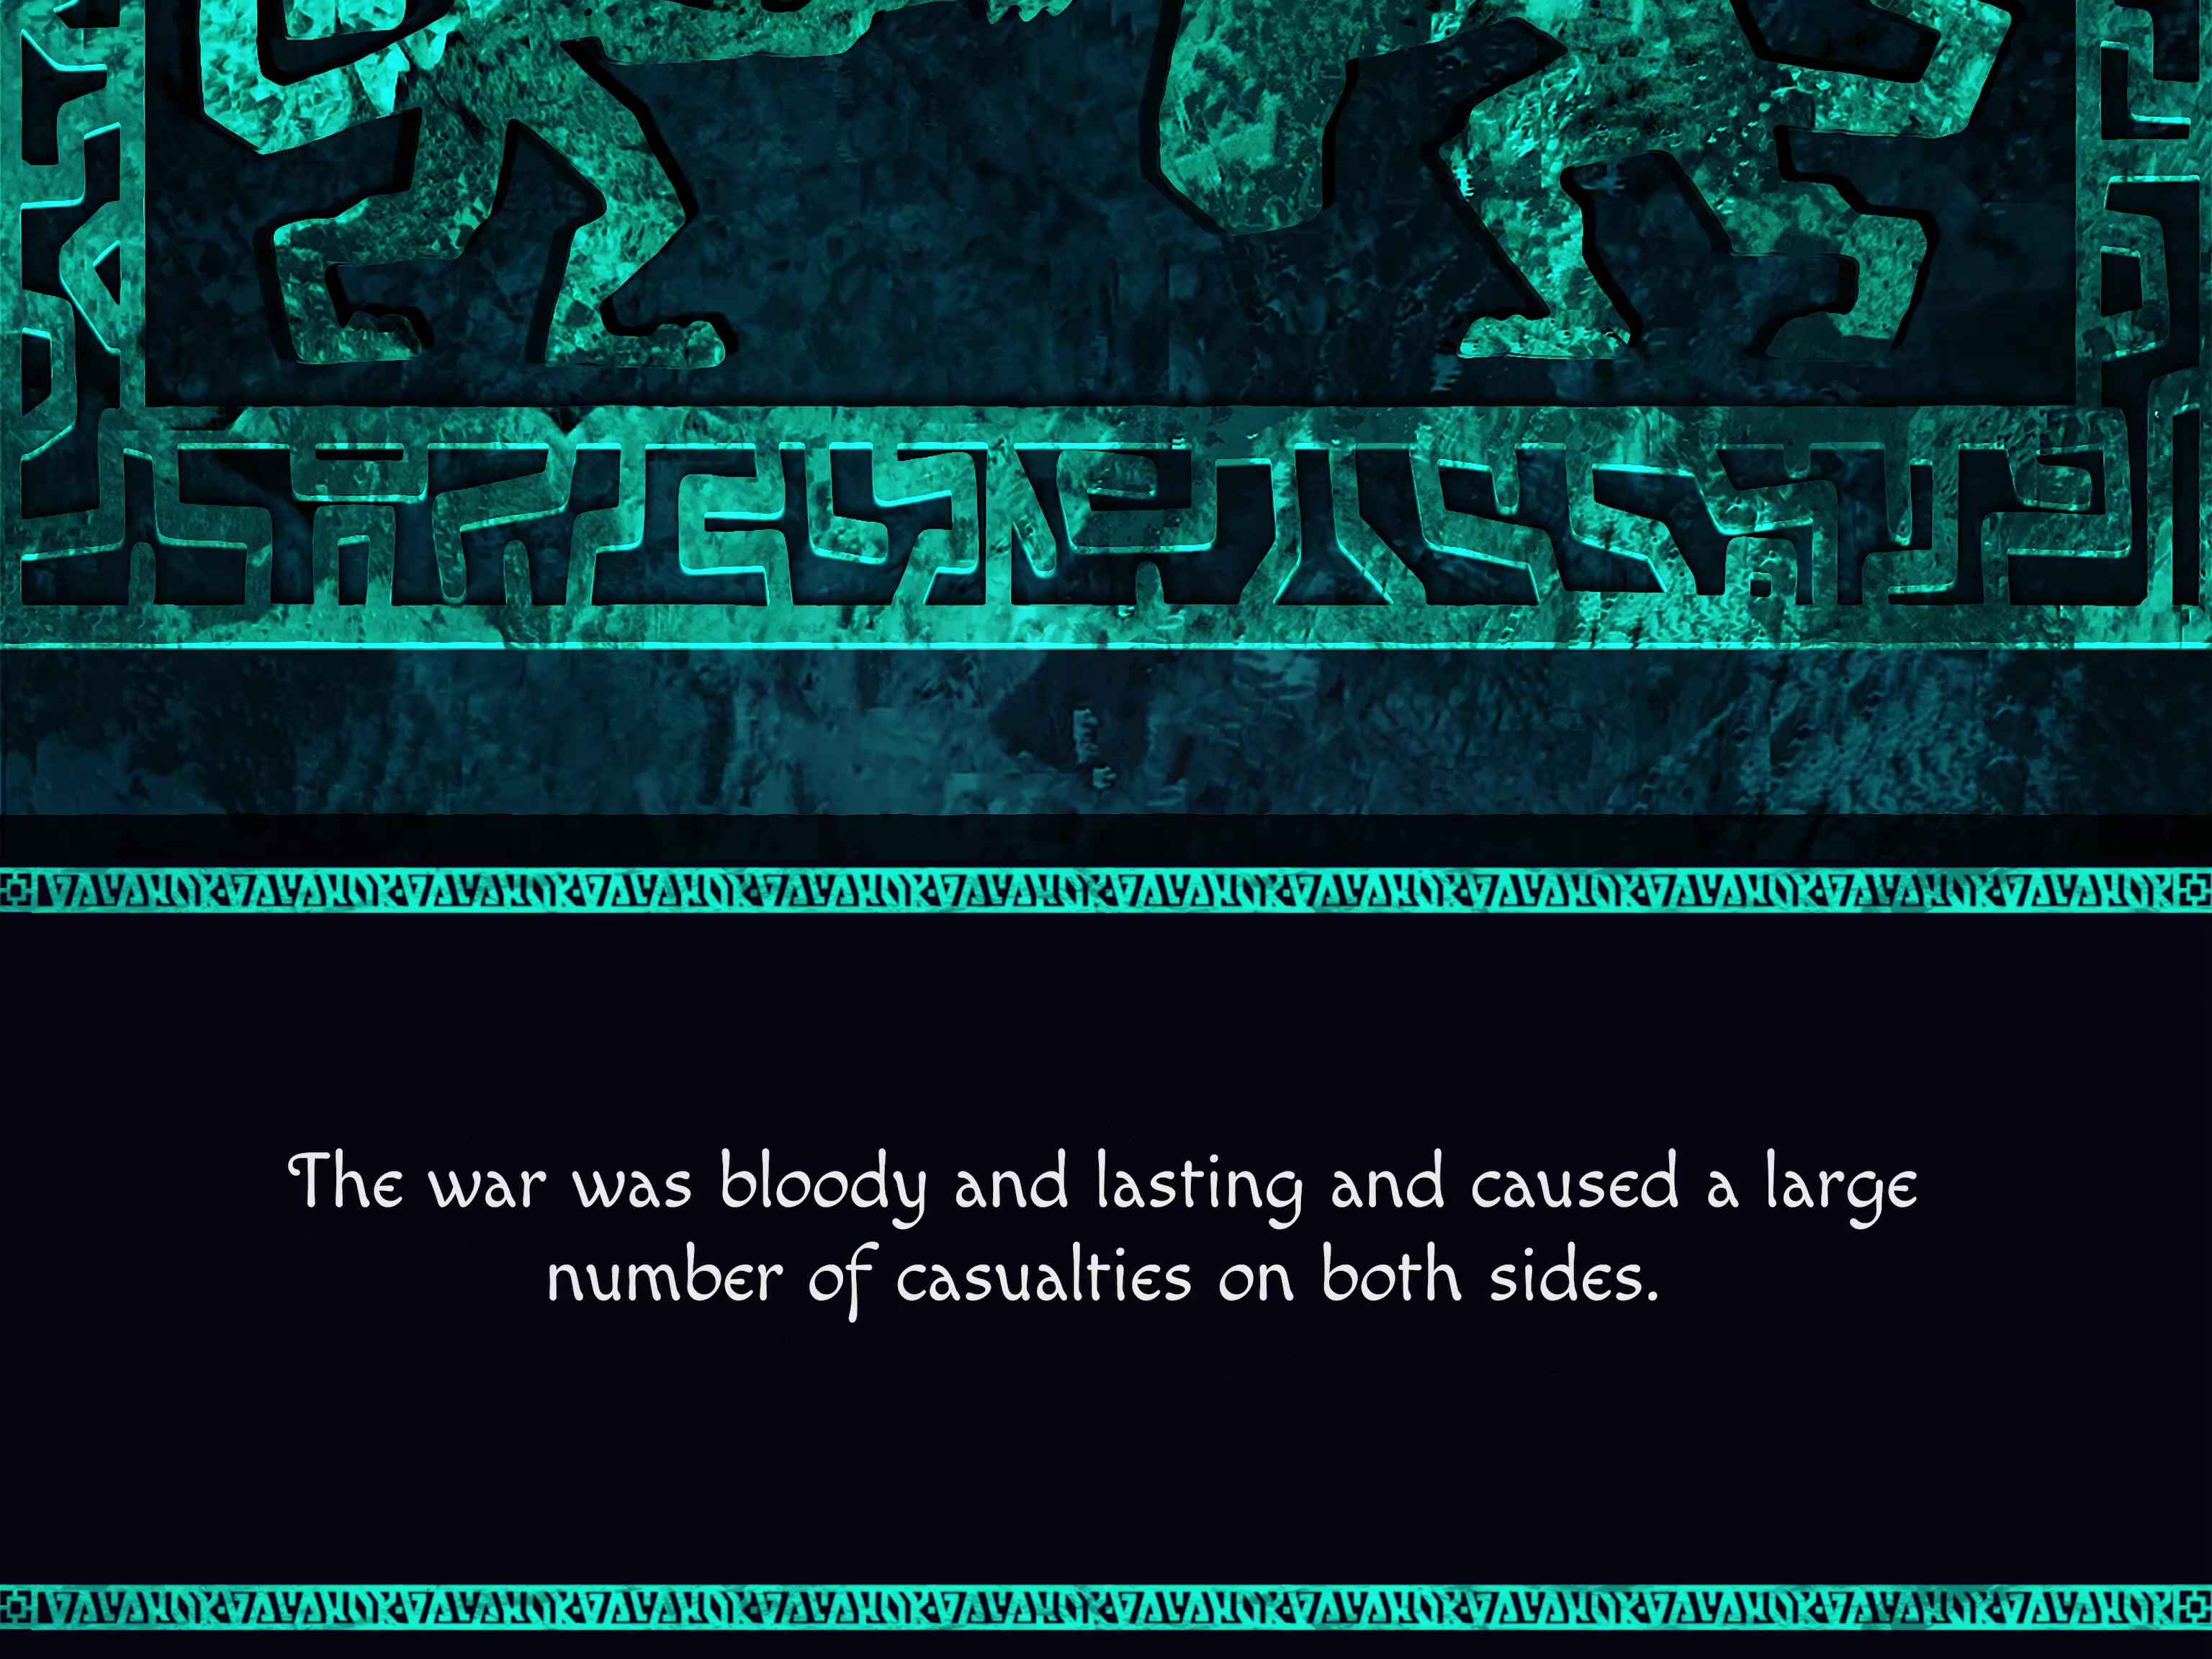 The war was bloody and lasting and caused a large
number of casualties on both sides.